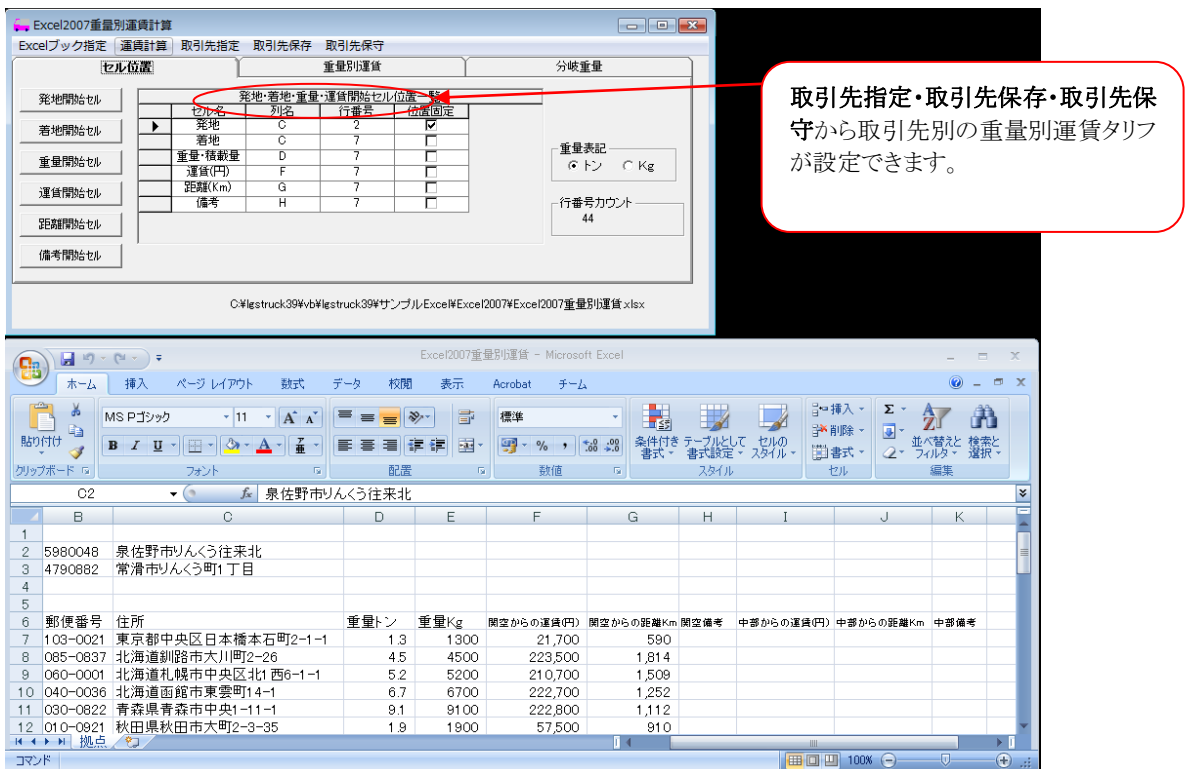 Excel2007重量別運賃計算
Excelブック指定 運賃計算 取引先指定 取引先保存 取引先保守
セル位置 重量別運賃 分岐重量
発地開始セル
着地開始セル
重量開始セル
運賃開始セル
距離開始セル
備考開始セル
発地・着地・重量・運賃開始セル位置一覧
セル名 列名 行番号 位置固定
発地 C 2
着地 C 7
重量・積載量 D 7
運賃(円) F 7
距離(Km) G 7
備考 H 7
重量表記
トン Kg
行番号カウント
44
C:¥lgstruck39¥vb¥lgstruck39¥サンプルExcel¥Excel2007¥Excel2007重量別運賃.xlsx
取引先指定・取引先保存・取引先保
守から取引先別の重量別運賃タリフ
が設定できます。
Excel2007重量別運賃 - Microsoft Excel
ホーム 挿入 ページ レイアウト 数式 データ 校閲 表示 Acrobat チーム
貼り付け
MS Pゴシック 11 A A
B I U
標準
% ,
条件付き書式 テーブルとして書式設定 セルのスタイル
挿入
削除
書式
Σ
並べ替えと フィルタ 検索と 選択
クリップボード フォント 配置 数値 スタイル セル 編集
C2 fx 泉佐野市りんくう往来北
B C D E F G H I J K
1
2 5980048 泉佐野市りんくう往来北
3 4790882 常滑市りんくう町1丁目
4
5
6 郵便番号 住所 重量トン 重量Kg 関空からの運賃(円) 関空からの距離Km 関空備考 中部からの運賃(円) 中部からの距離Km 中部備考
7 103-0021 東京都中央区日本橋本石町2-1-1 1.3 1300 21,700 590
8 085-0837 北海道釧路市大川町2-26 4.5 4500 223,500 1,814
9 060-0001 北海道札幌市中央区北1西6-1-1 5.2 5200 210,700 1,509
10 040-0036 北海道函館市東雲町14-1 6.7 6700 222,700 1,252
11 030-0822 青森県青森市中央1-11-1 9.1 9100 222,800 1,112
12 010-0921 秋田県秋田市大町2-3-35 1.9 1900 57,500 910
拠点
コマンド 100%